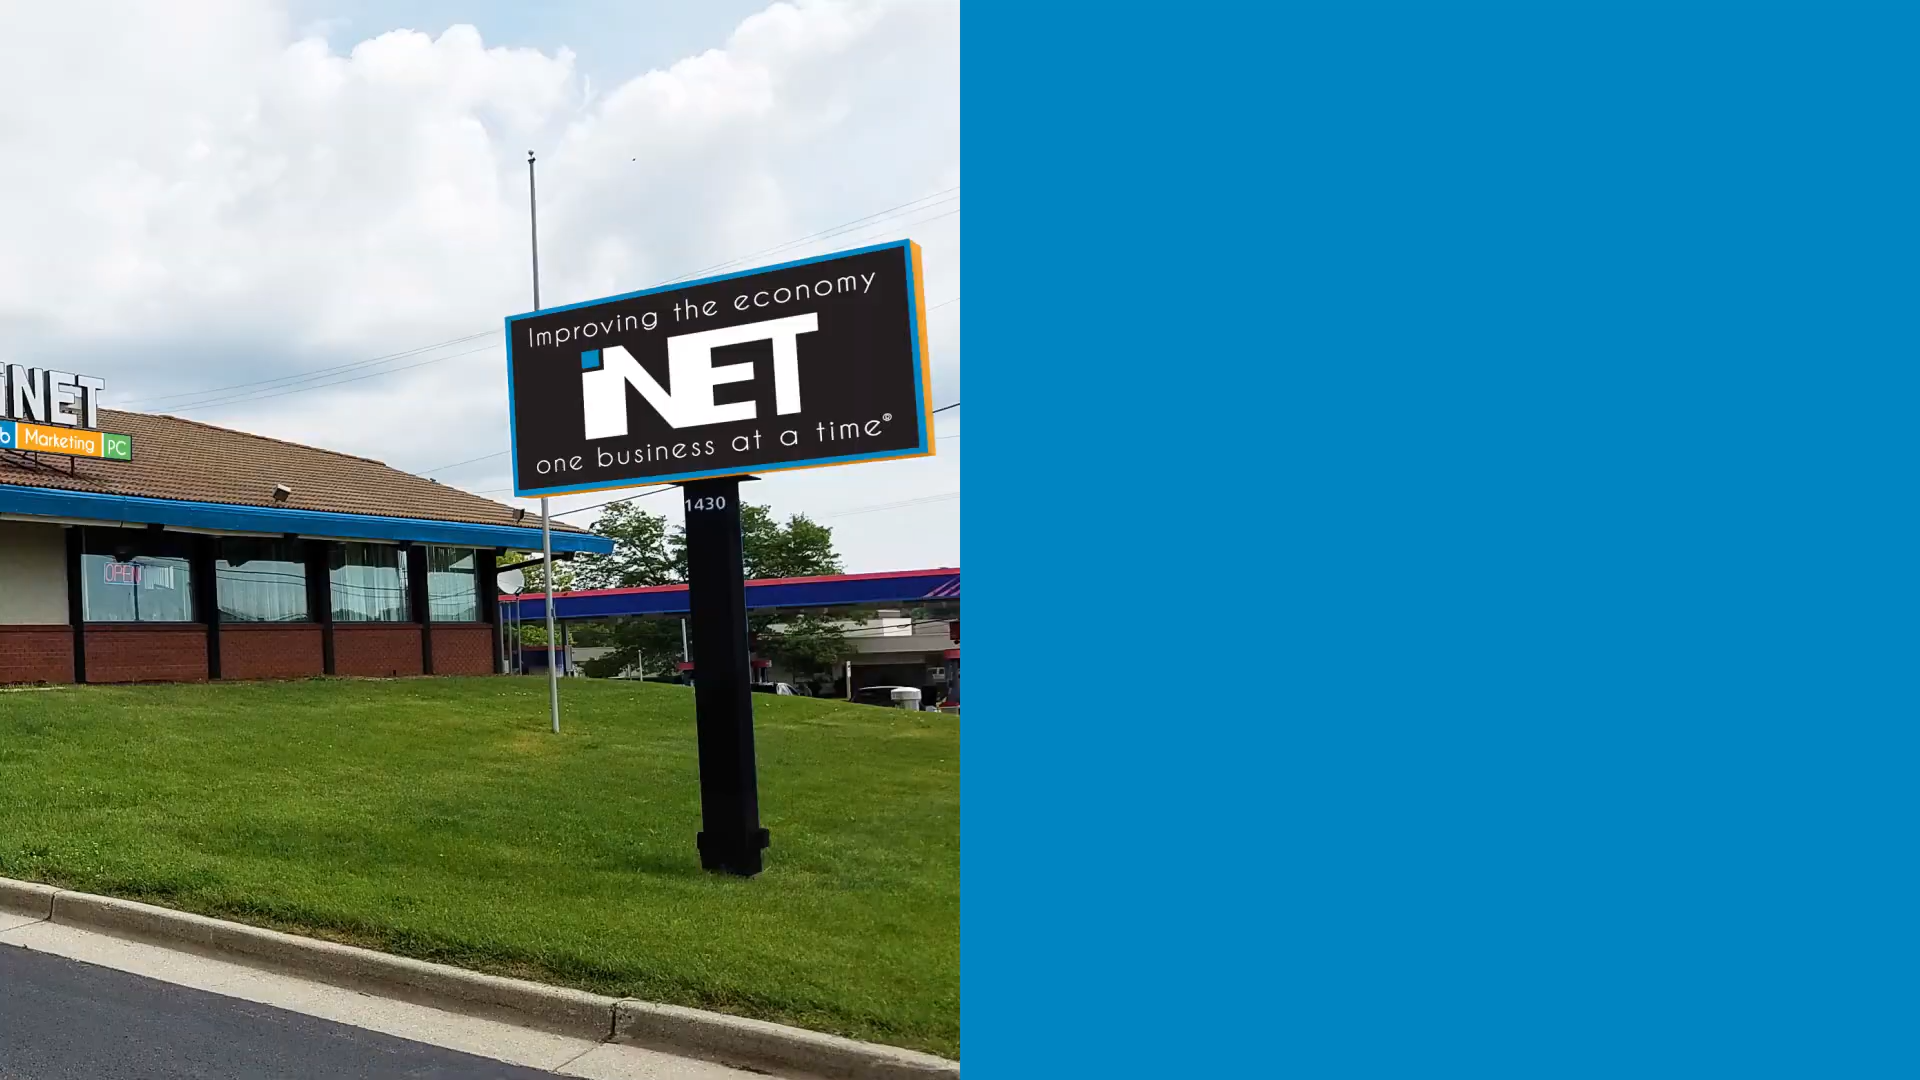 Improving the economy
iNET
one business at a time©
1430
iNET
b Marketing PC
OPEN